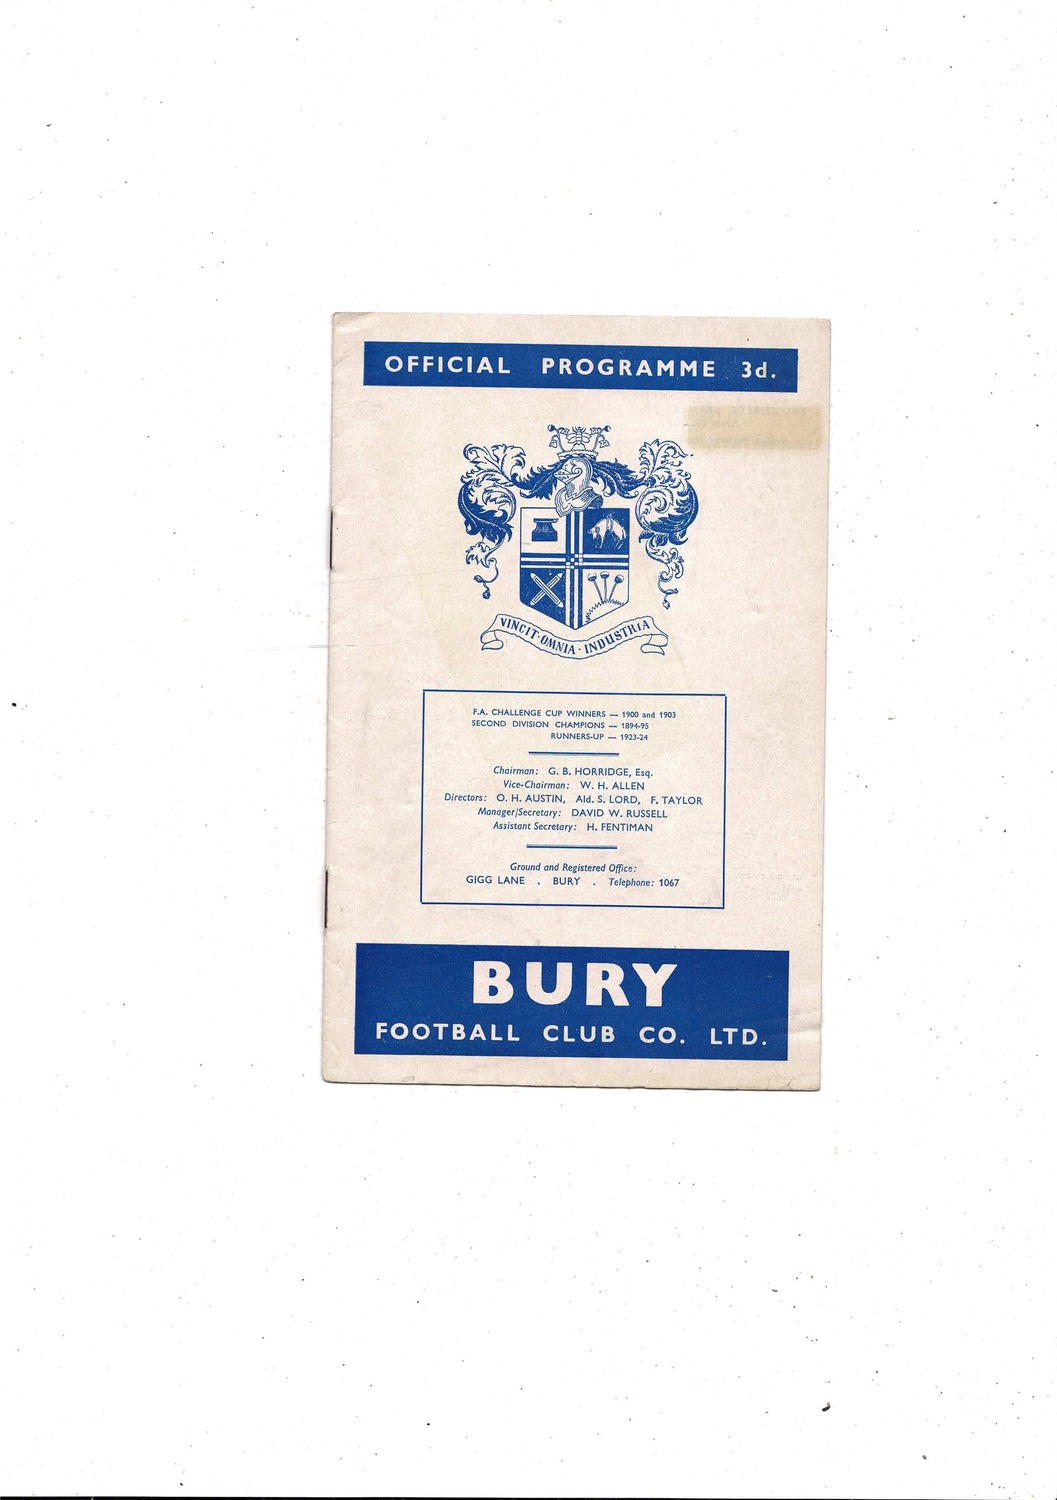 OFFICIAL PROGRAMME 3d.
VINCIT · OMNIA · INDUSTRIA
F.A. CHALLENGE CUP WINNERS — 1900 and 1903
SECOND DIVISION CHAMPIONS — 1894-95
RUNNERS-UP — 1923-24
Chairman: G. B. HORRIDGE, Esq.
Vice-Chairman: W. H. ALLEN
Directors: O. H. AUSTIN, Ald. S. LORD, F. TAYLOR
Manager/Secretary: DAVID W. RUSSELL
Assistant Secretary: H. FENTIMAN
Ground and Registered Office:
GIGG LANE . BURY . Telephone: 1067
BURY
FOOTBALL CLUB CO. LTD.